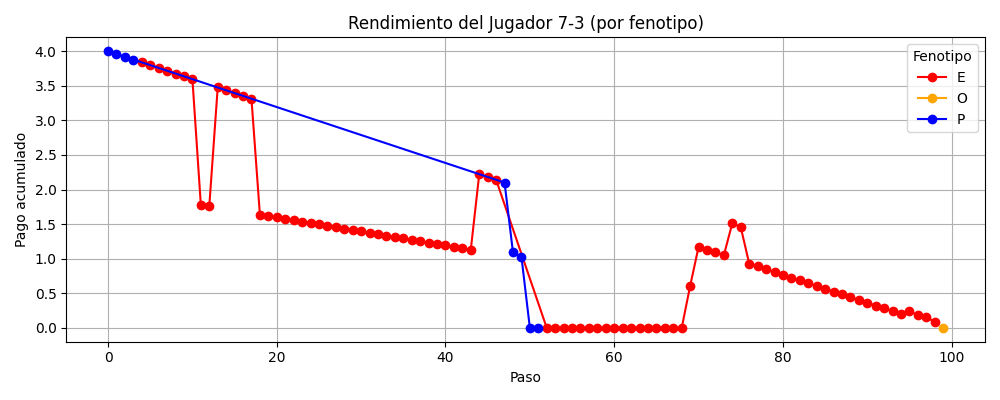 Rendimiento del Jugador 7-3 (por fenotipo)
Pago acumulado
4.0
3.5
3.0
2.5
2.0
1.5
1.0
0.5
0.0
Fenotipo
E
O
P
0 20 40 60 80 100
Paso